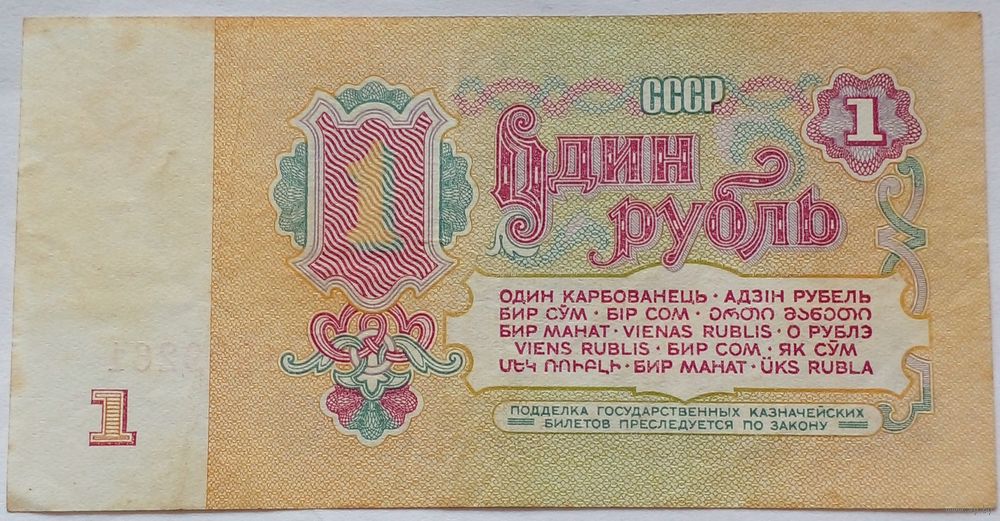 СССР
1
1
Один
рубль
ОДИН КАРБОВАНЕЦЬ · АДЗІН РУБЕЛЬ
БИР СЎМ · БІР СОМ · ᲔᲠᲗᲘ ᲛᲐᲜᲔᲗᲘ
БИР МАНАТ · VIENAS RUBLIS · О РУБЛЭ
VIENS RUBLIS · БИР СОМ · ЯК СӮМ
ՄԵԿ ՌՈՒԲԼԻ · БИР МАНАТ · ÜKS RUBLA
ПОДДЕЛКА ГОСУДАРСТВЕННЫХ КАЗНАЧЕЙСКИХ
БИЛЕТОВ ПРЕСЛЕДУЕТСЯ ПО ЗАКОНУ
1